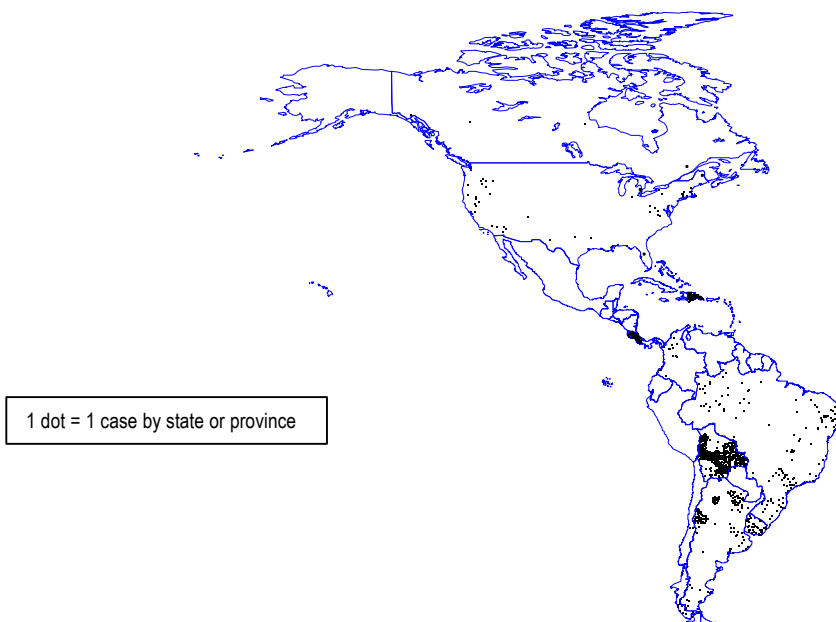 1 dot = 1 case by state or province